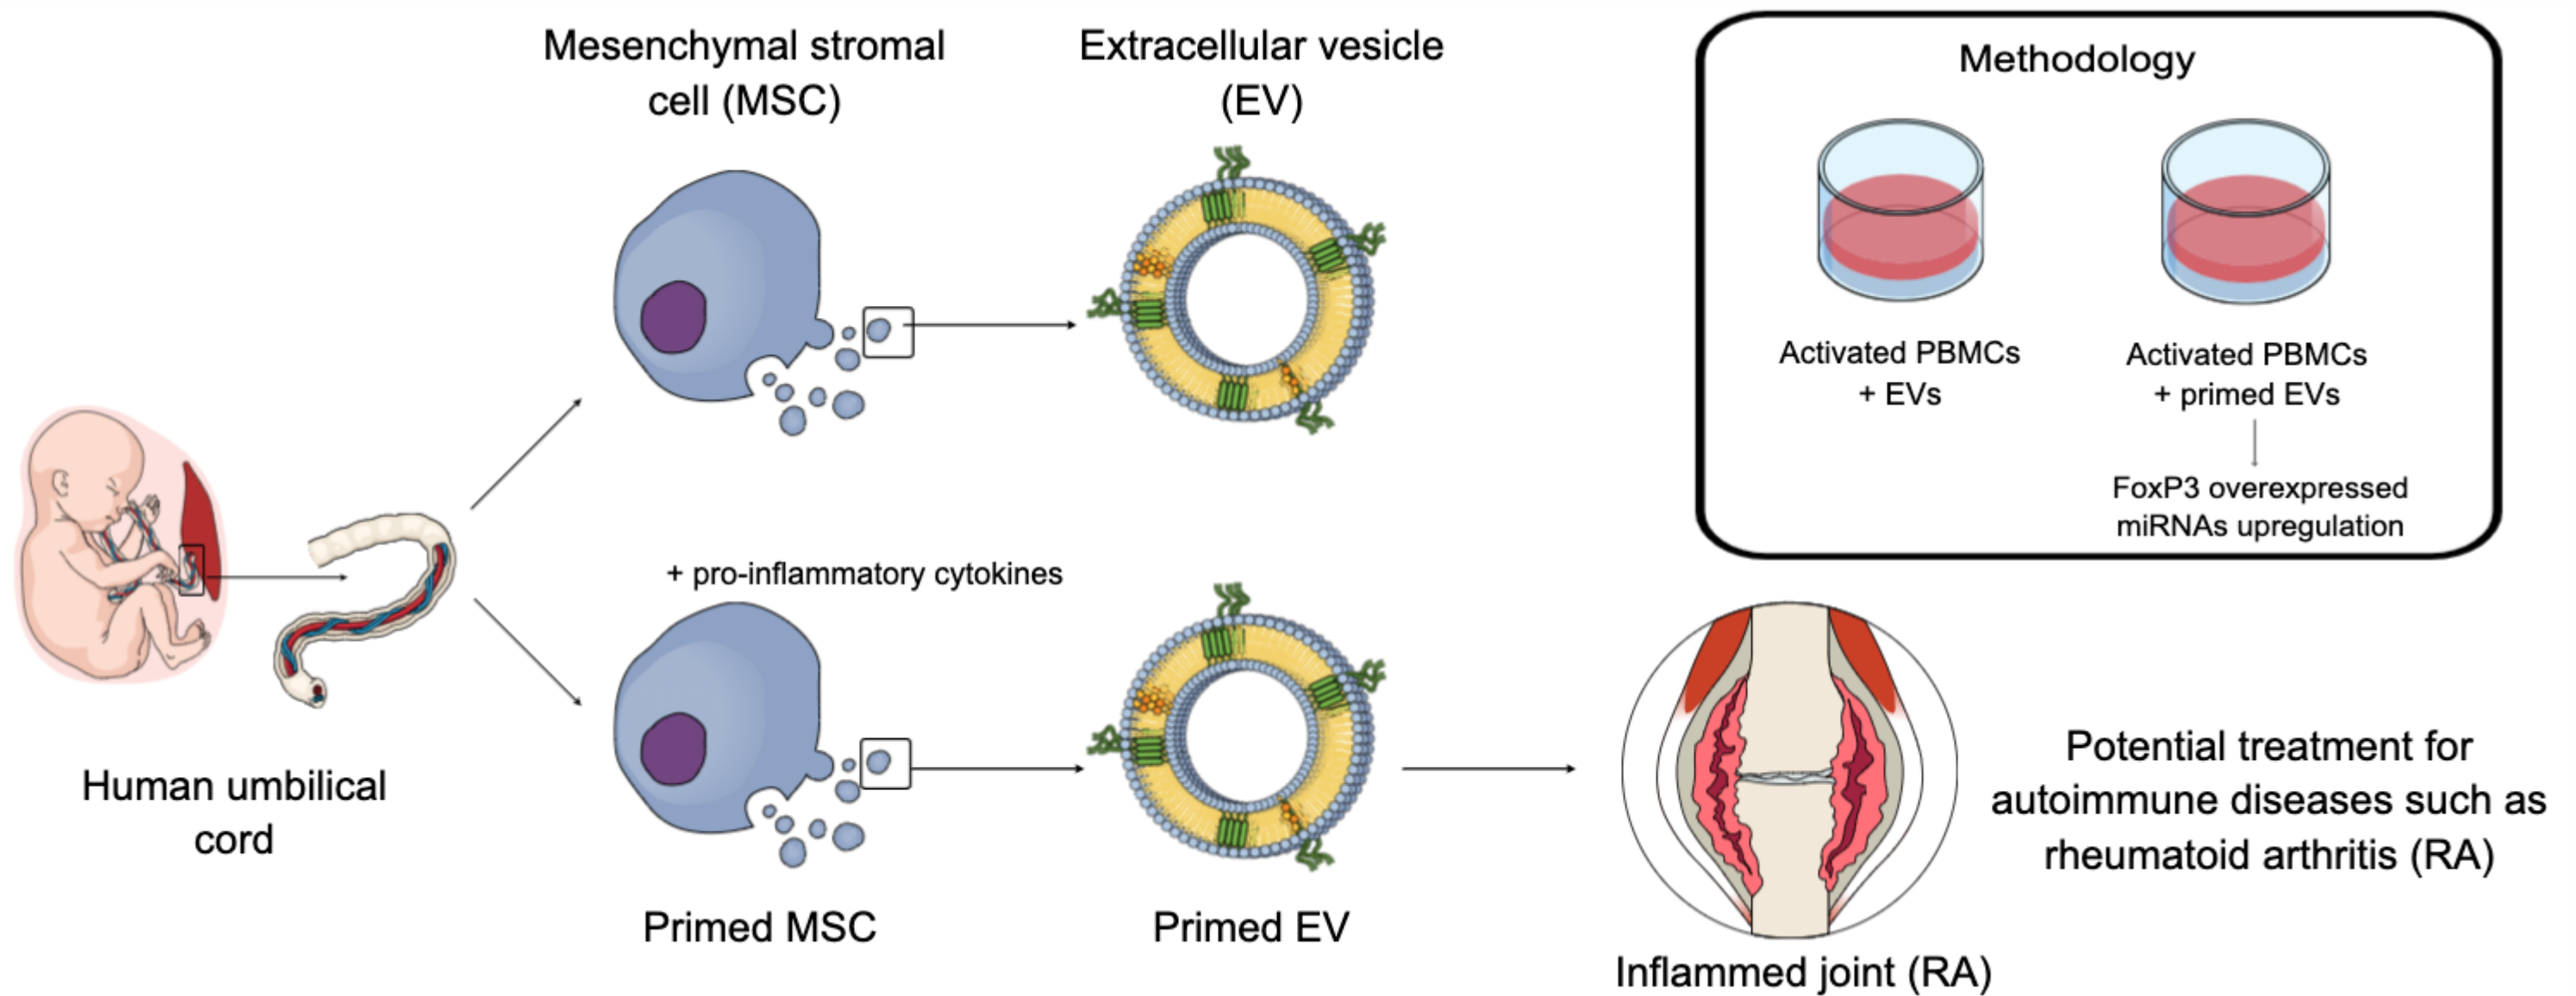 Mesenchymal stromal
cell (MSC)
Extracellular vesicle
(EV)
Methodology
Activated PBMCs
+ EVs
Activated PBMCs
+ primed EVs
FoxP3 overexpressed
miRNAs upregulation
Human umbilical
cord
+ pro-inflammatory cytokines
Primed MSC
Primed EV
Inflammed joint (RA)
Potential treatment for
autoimmune diseases such as
rheumatoid arthritis (RA)